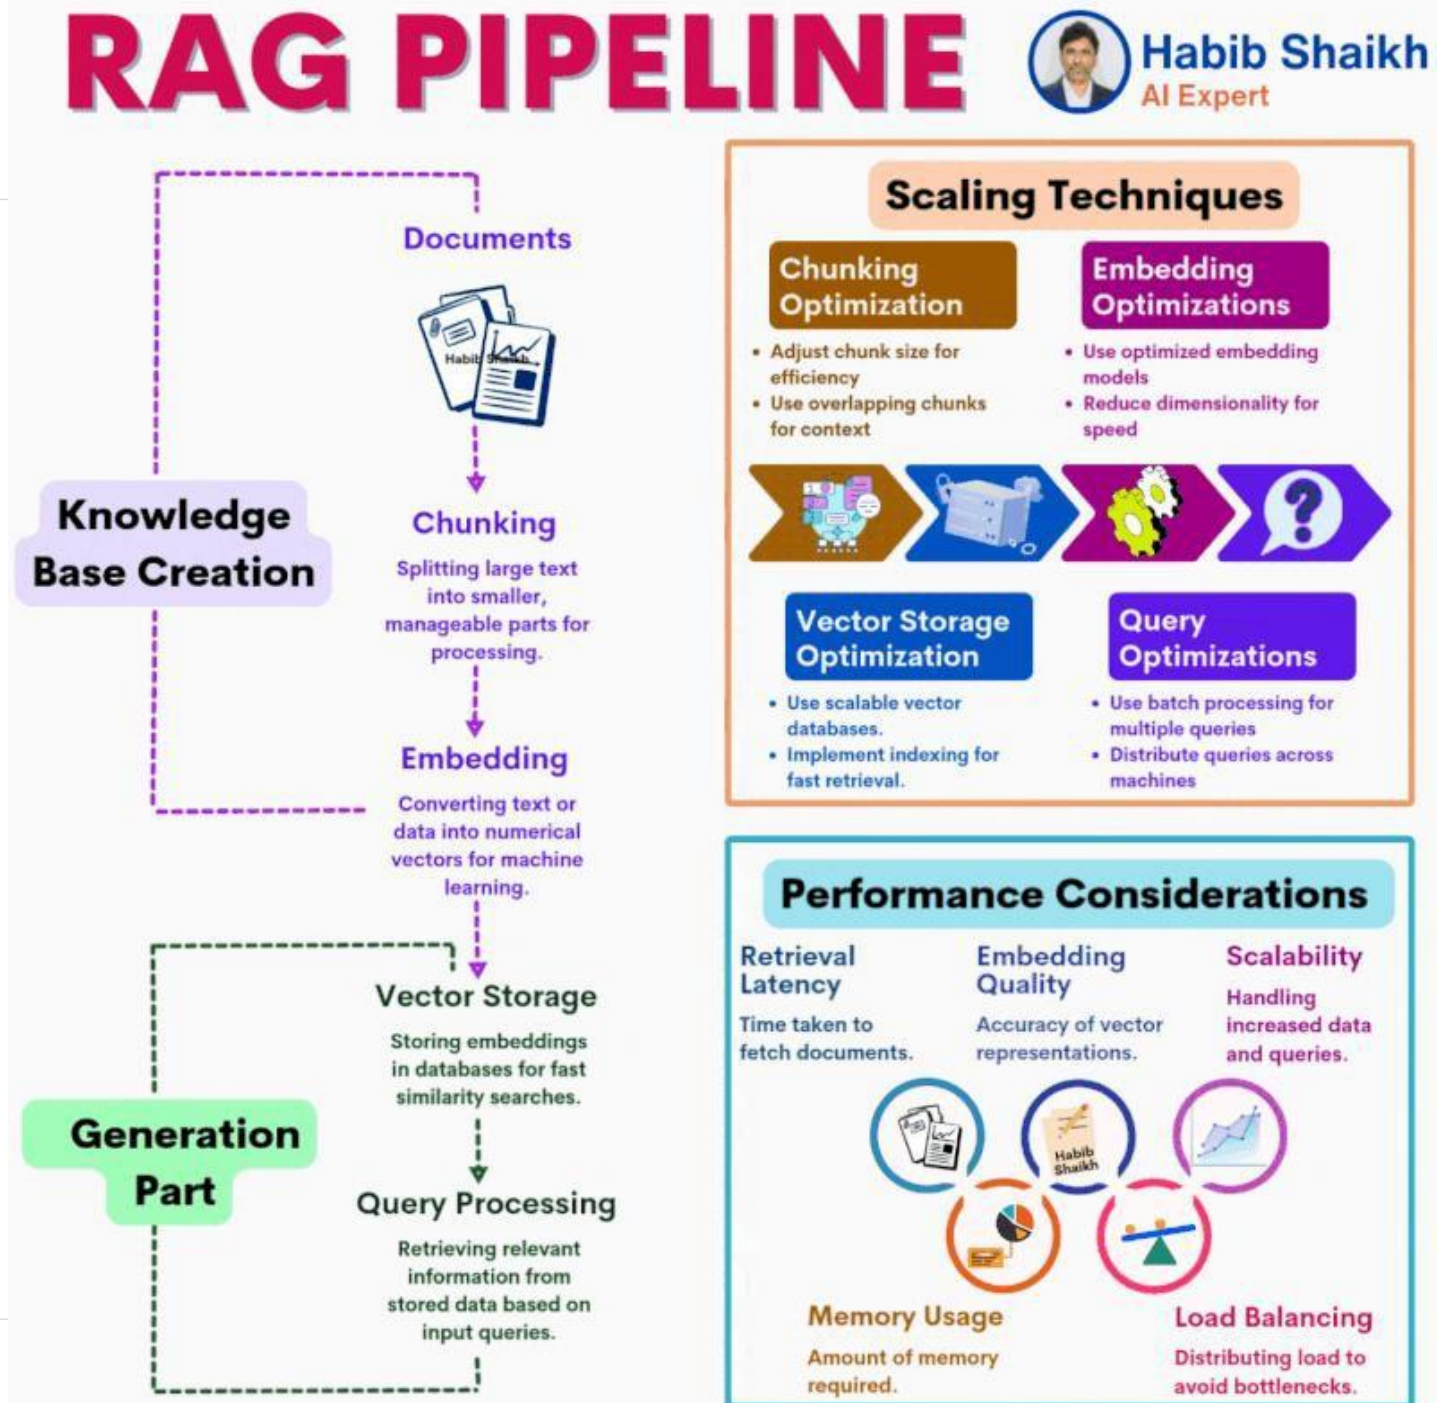 RAG PIPELINE
Habib Shaikh
AI Expert
Documents
Habib Shaikh
Knowledge
Base Creation
Chunking
Splitting large text
into smaller,
manageable parts for
processing.
Embedding
Converting text or
data into numerical
vectors for machine
learning.
Generation
Part
Vector Storage
Storing embeddings
in databases for fast
similarity searches.
Query Processing
Retrieving relevant
information from
stored data based on
input queries.
Scaling Techniques
Chunking
Optimization
• Adjust chunk size for
efficiency
• Use overlapping chunks
for context
Embedding
Optimizations
• Use optimized embedding
models
• Reduce dimensionality for
speed
?
Vector Storage
Optimization
• Use scalable vector
databases.
• Implement indexing for
fast retrieval.
Query
Optimizations
• Use batch processing for
multiple queries
• Distribute queries across
machines
Performance Considerations
Retrieval
Latency
Time taken to
fetch documents.
Embedding
Quality
Accuracy of vector
representations.
Scalability
Handling
increased data
and queries.
Habib
Shaikh
Memory Usage
Amount of memory
required.
Load Balancing
Distributing load to
avoid bottlenecks.